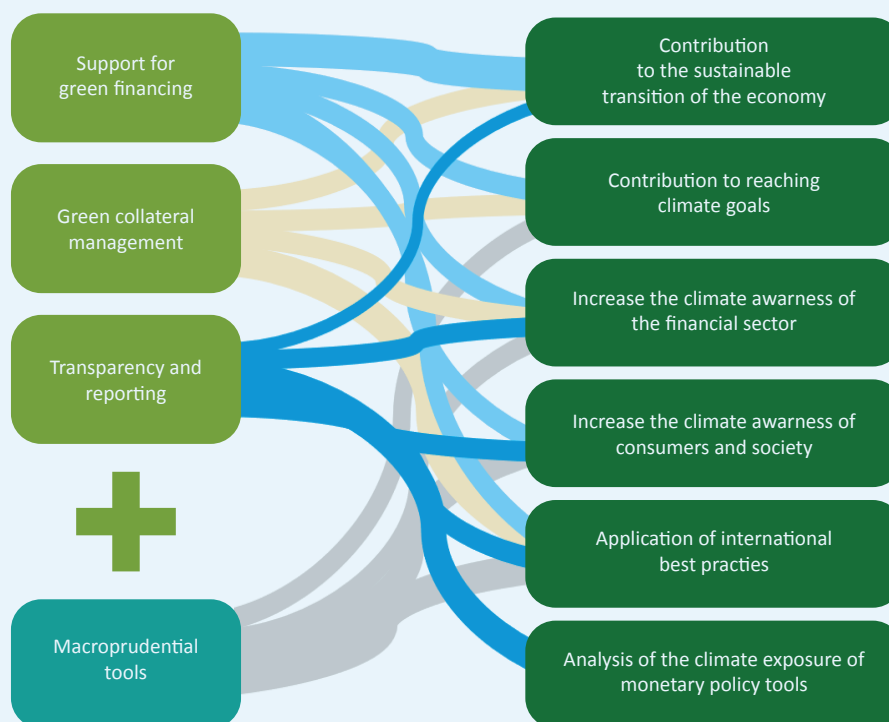 Support for
green financing
Green collateral
management
Transparency and
reporting
Macroprudential
tools
Contribution
to the sustainable
transition of the economy
Contribution to reaching
climate goals
Increase the climate awarness of
the financial sector
Increase the climate awarness of
consumers and society
Application of international
best practies
Analysis of the climate exposure of
monetary policy tools